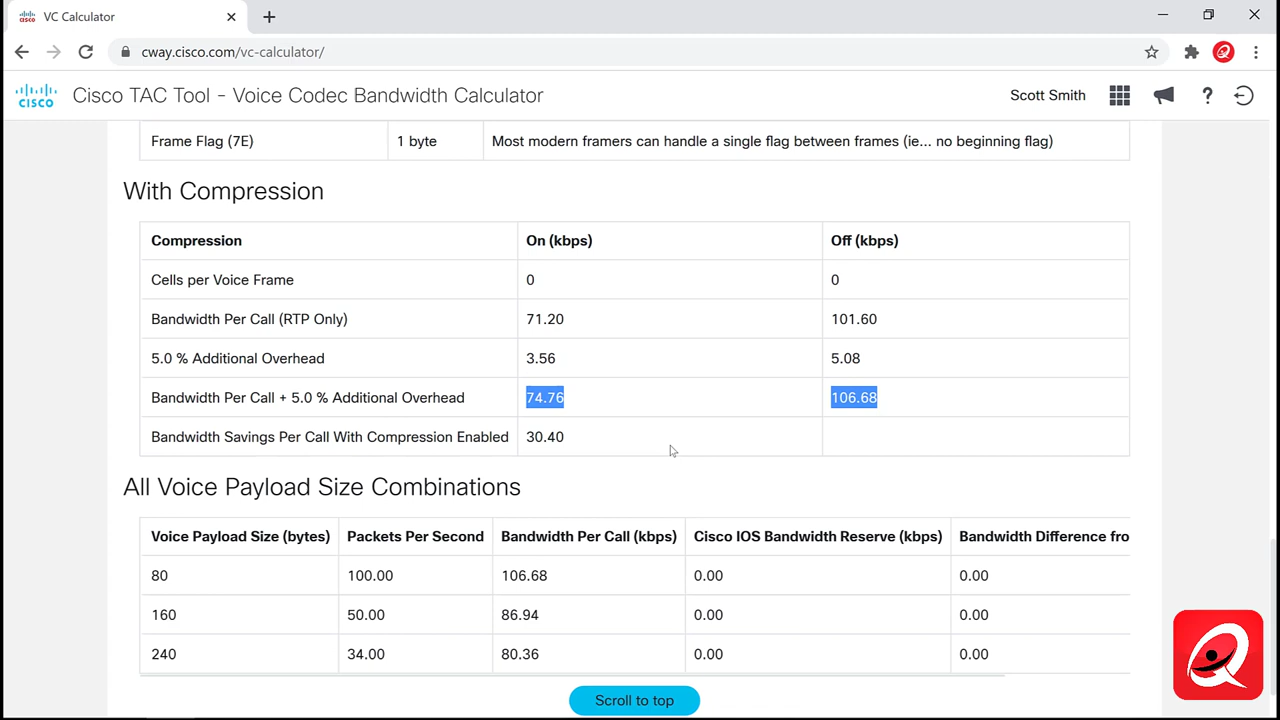 VC Calculator
cway.cisco.com/vc-calculator/
CISCO Cisco TAC Tool - Voice Codec Bandwidth Calculator Scott Smith ?
Frame Flag (7E) 1 byte Most modern framers can handle a single flag between frames (ie... no beginning flag)
With Compression
Compression On (kbps) Off (kbps)
Cells per Voice Frame 0 0
Bandwidth Per Call (RTP Only) 71.20 101.60
5.0 % Additional Overhead 3.56 5.08
Bandwidth Per Call + 5.0 % Additional Overhead 74.76 106.68
Bandwidth Savings Per Call With Compression Enabled 30.40
All Voice Payload Size Combinations
Voice Payload Size (bytes) Packets Per Second Bandwidth Per Call (kbps) Cisco IOS Bandwidth Reserve (kbps) Bandwidth Difference fro
80 100.00 106.68 0.00 0.00
160 50.00 86.94 0.00 0.00
240 34.00 80.36 0.00 0.00
Scroll to top